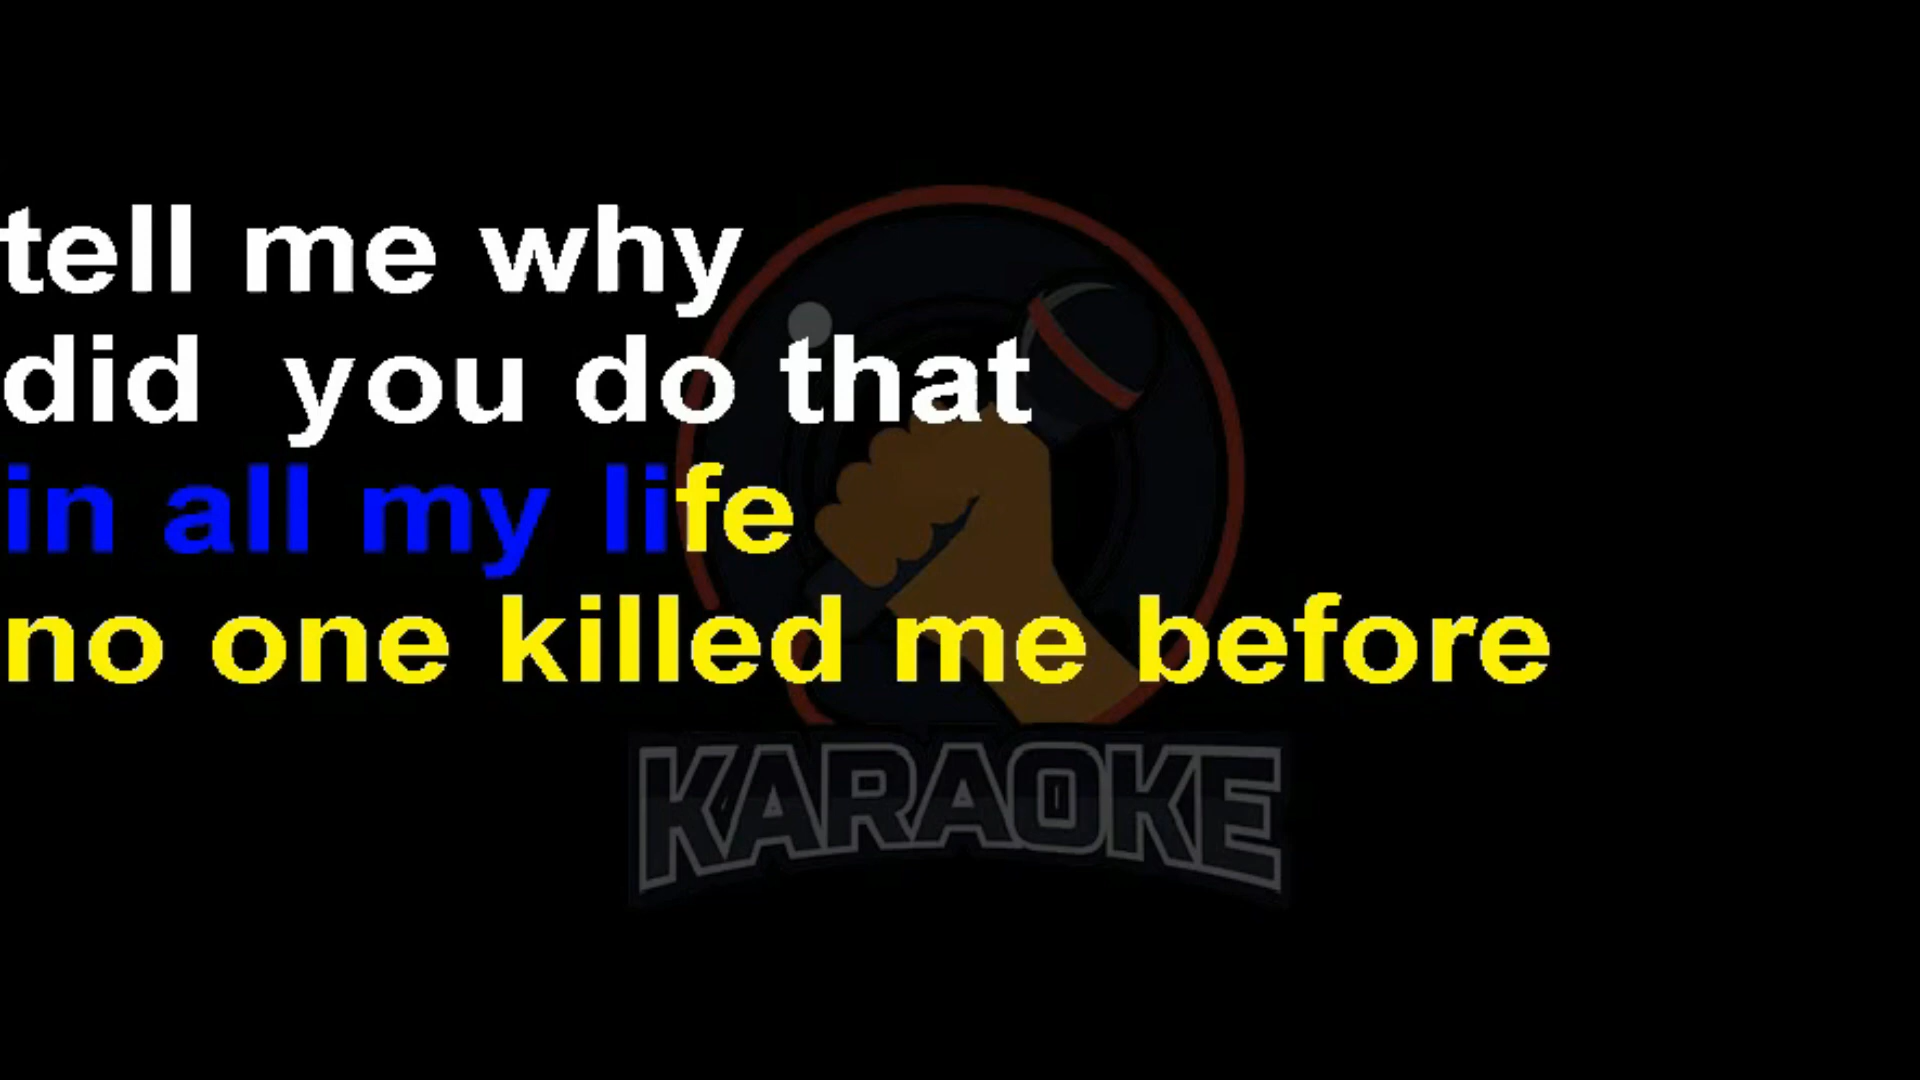 tell me why
did you do that
in all my life
no one killed me before
KARAOKE